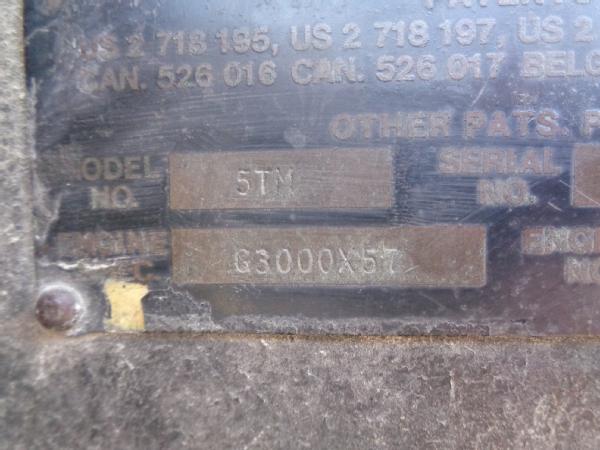 US 2 718 195, US 2 718 197, US 2
CAN. 526 016 CAN. 526 017 BELG
OTHER PATS. P
MODEL NO. 5TM SERIAL NO.
ENGINE G3000X57